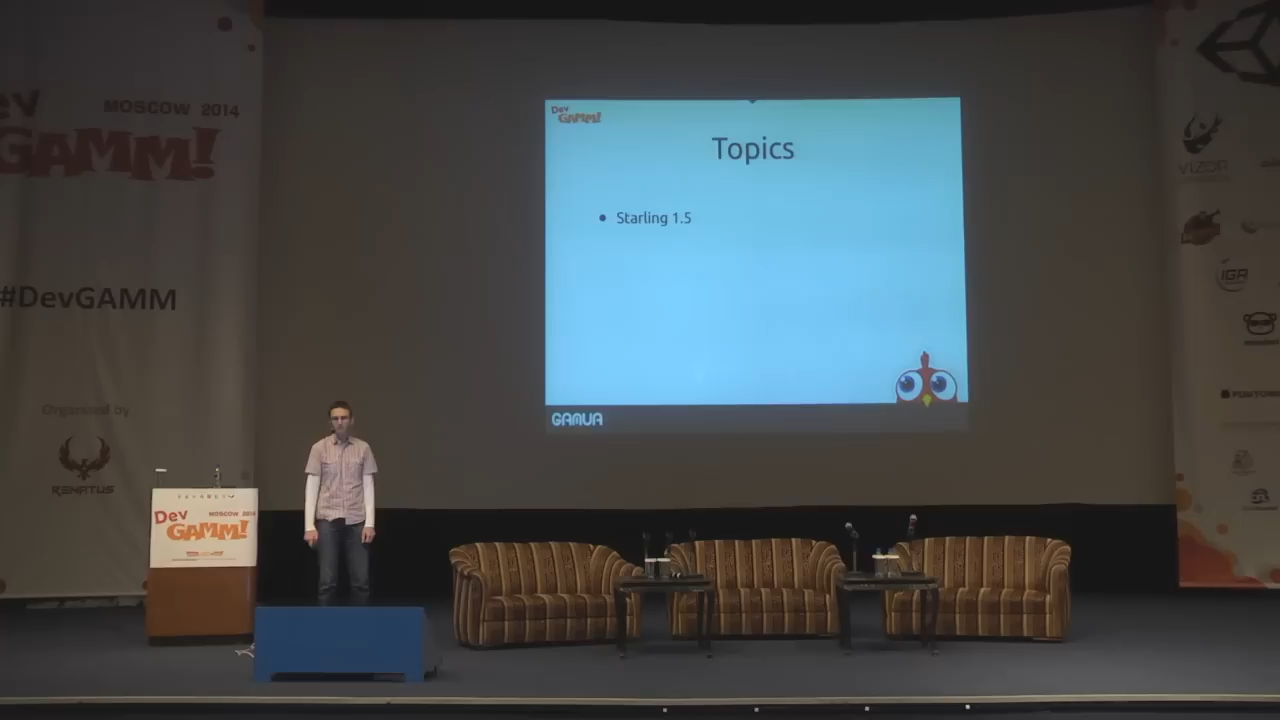 ev
MOSCOW 2014
GAMM!
#DevGAMM
Organized by
RENATUS
Dev
MOSCOW 2014
GAMM!
Dev
GAMM!
Topics
• Starling 1.5
GAMUA
VIZOR
IGR